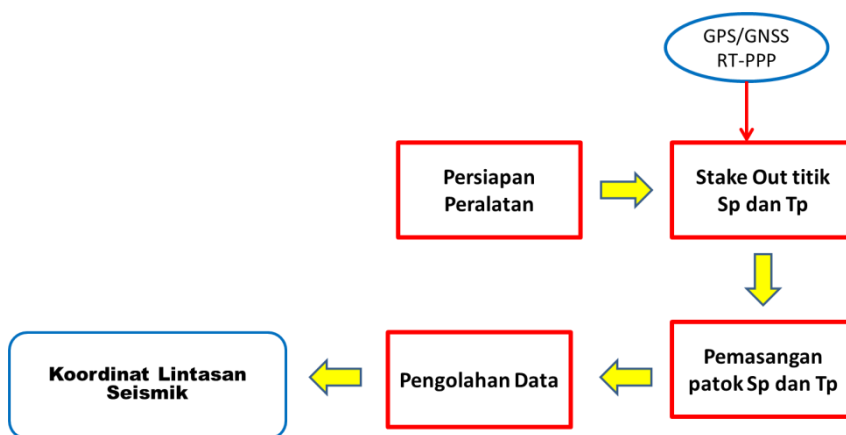 GPS/GNSS
RT-PPP
Persiapan
Peralatan
Stake Out titik
Sp dan Tp
Pemasangan
patok Sp dan Tp
Pengolahan Data
Koordinat Lintasan
Seismik